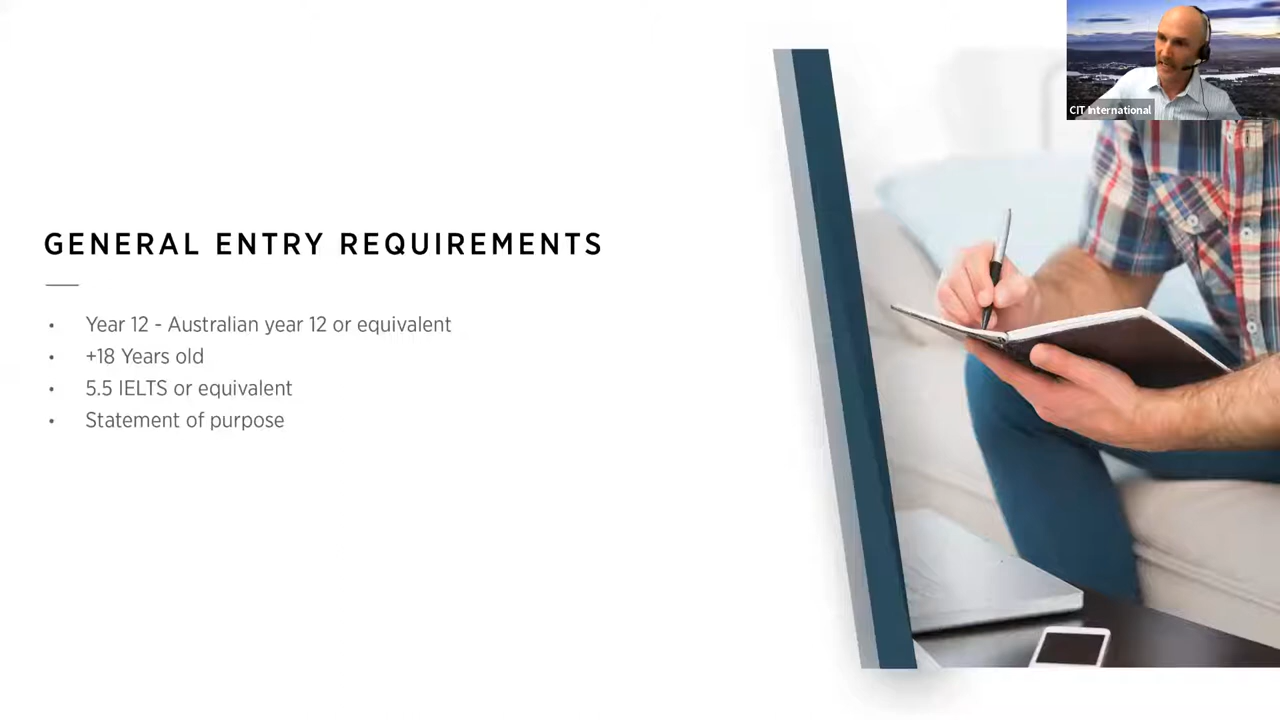 CIT International
GENERAL ENTRY REQUIREMENTS
• Year 12 - Australian year 12 or equivalent
• +18 Years old
• 5.5 IELTS or equivalent
• Statement of purpose